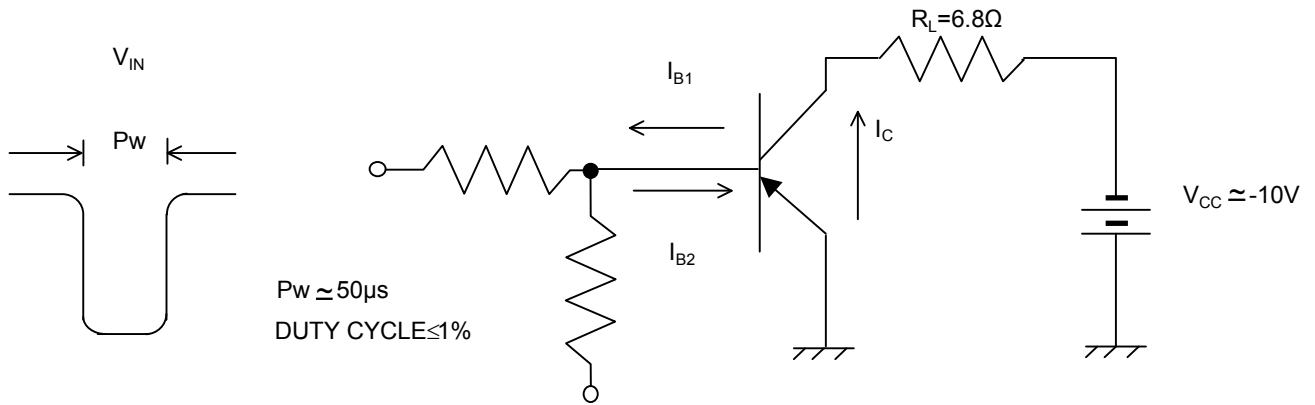 V_IN
Pw
Pw ≃ 50μs
DUTY CYCLE≤1%
I_B1
I_B2
I_C
R_L=6.8Ω
V_CC ≃ -10V